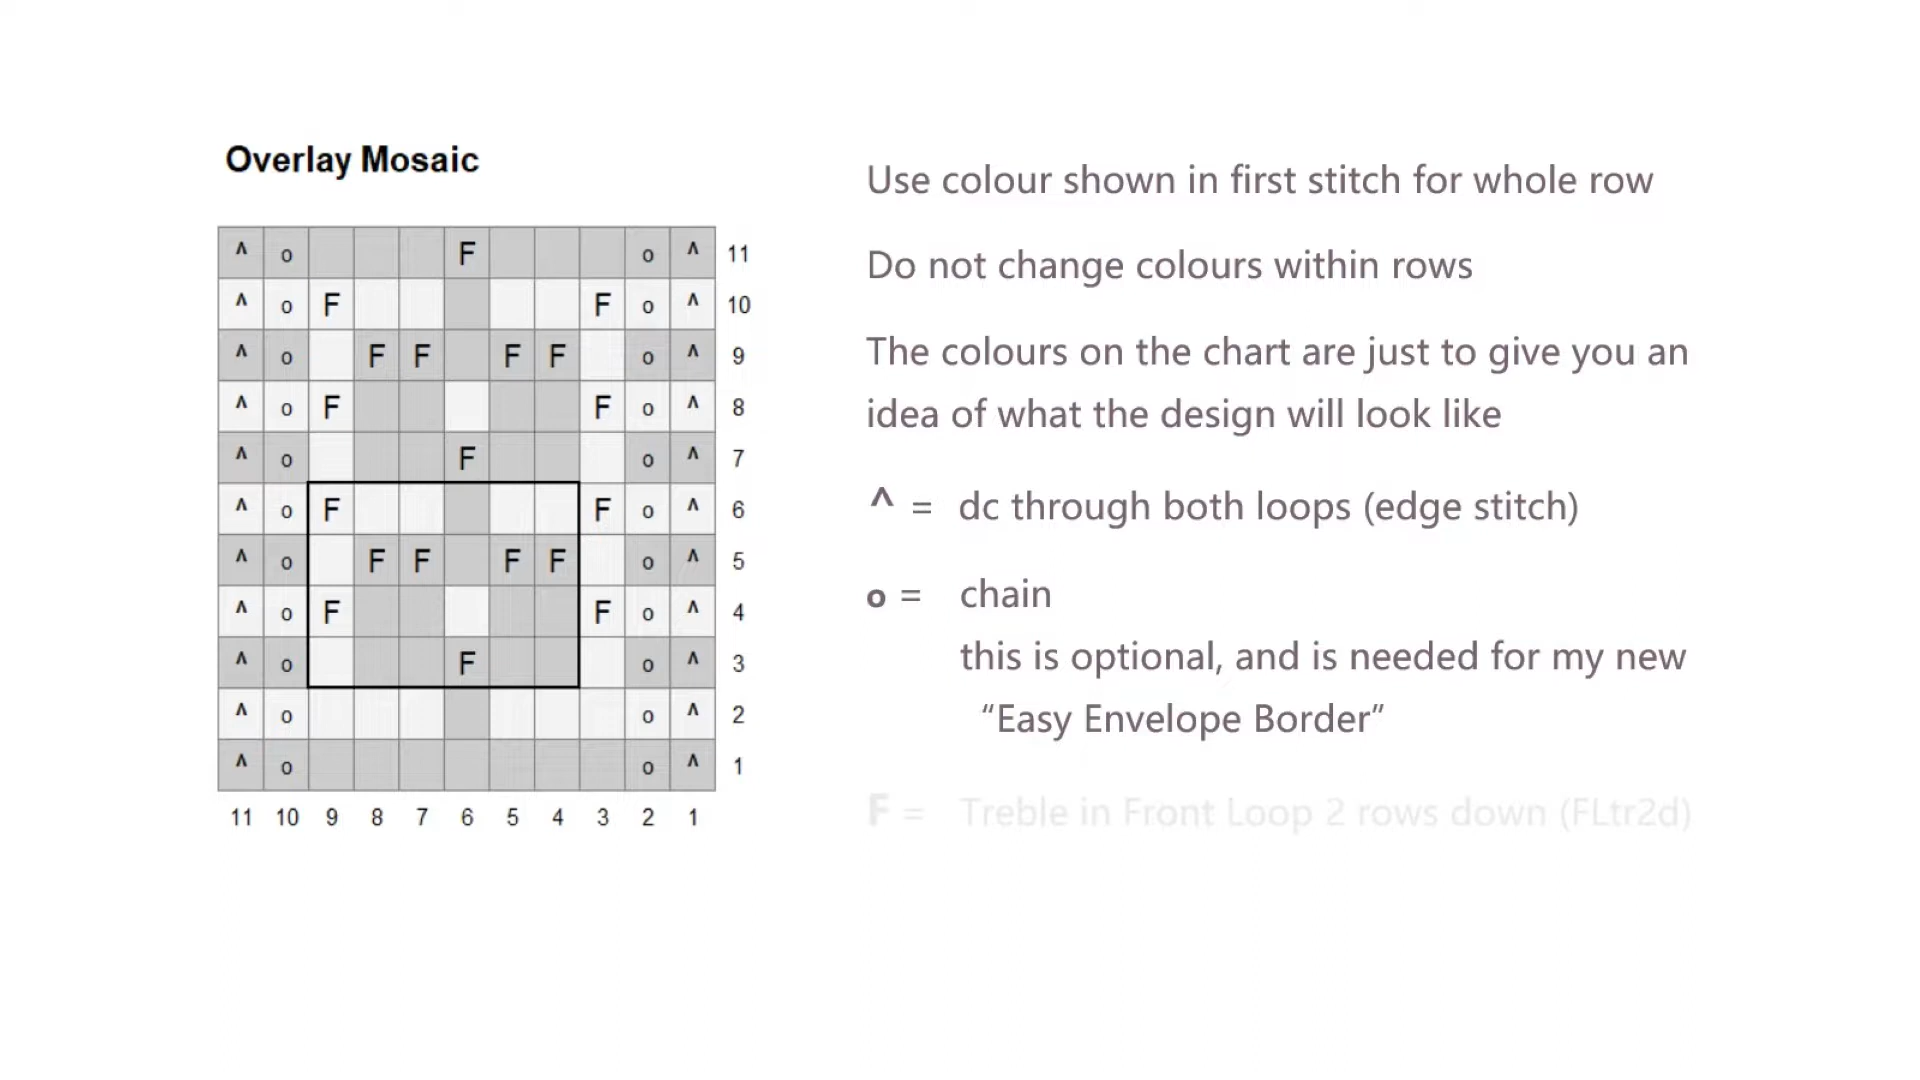 Overlay Mosaic
^ o F o ^ 11
^ o F F o ^ 10
^ o F F F F o ^ 9
^ o F F o ^ 8
^ o F o ^ 7
^ o F F o ^ 6
^ o F F F F o ^ 5
^ o F F o ^ 4
^ o F o ^ 3
^ o o ^ 2
^ o o ^ 1
11 10 9 8 7 6 5 4 3 2 1
Use colour shown in first stitch for whole row
Do not change colours within rows
The colours on the chart are just to give you an
idea of what the design will look like
^ = dc through both loops (edge stitch)
o = chain
this is optional, and is needed for my new
“Easy Envelope Border”
F = Treble in Front Loop 2 rows down (FLtr2d)